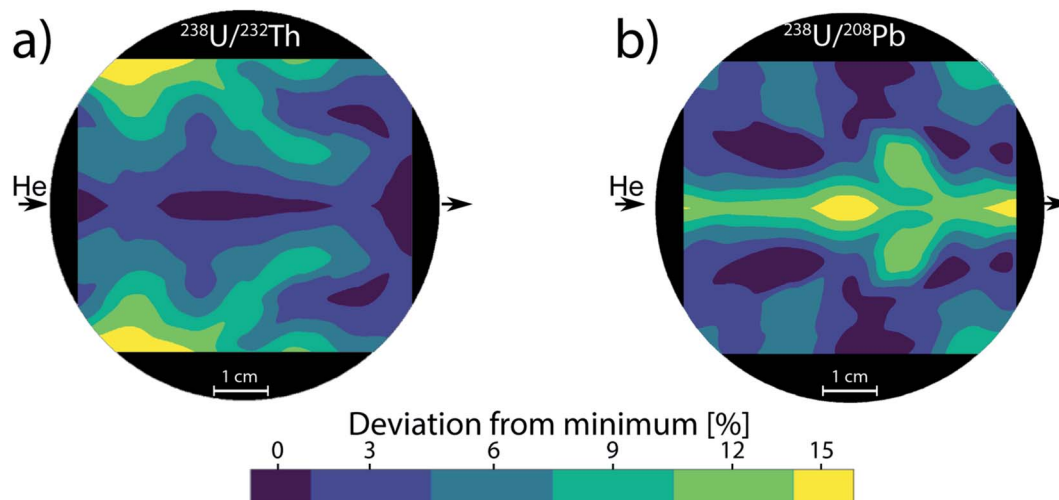 a)
²³⁸U/²³²Th
He
1 cm
b)
²³⁸U/²⁰⁸Pb
He
1 cm
Deviation from minimum [%]
0 3 6 9 12 15